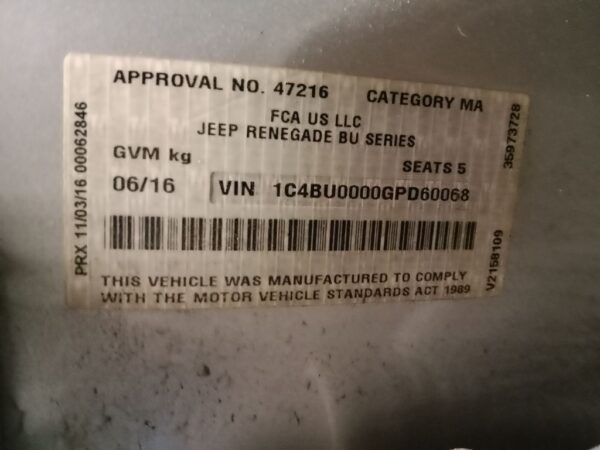 APPROVAL NO. 47216 CATEGORY MA
FCA US LLC
JEEP RENEGADE BU SERIES
GVM kg SEATS 5
06/16 VIN 1C4BU0000GPD60068
THIS VEHICLE WAS MANUFACTURED TO COMPLY
WITH THE MOTOR VEHICLE STANDARDS ACT 1989
PRX 11/03/16 00062846
35973728
V2158109